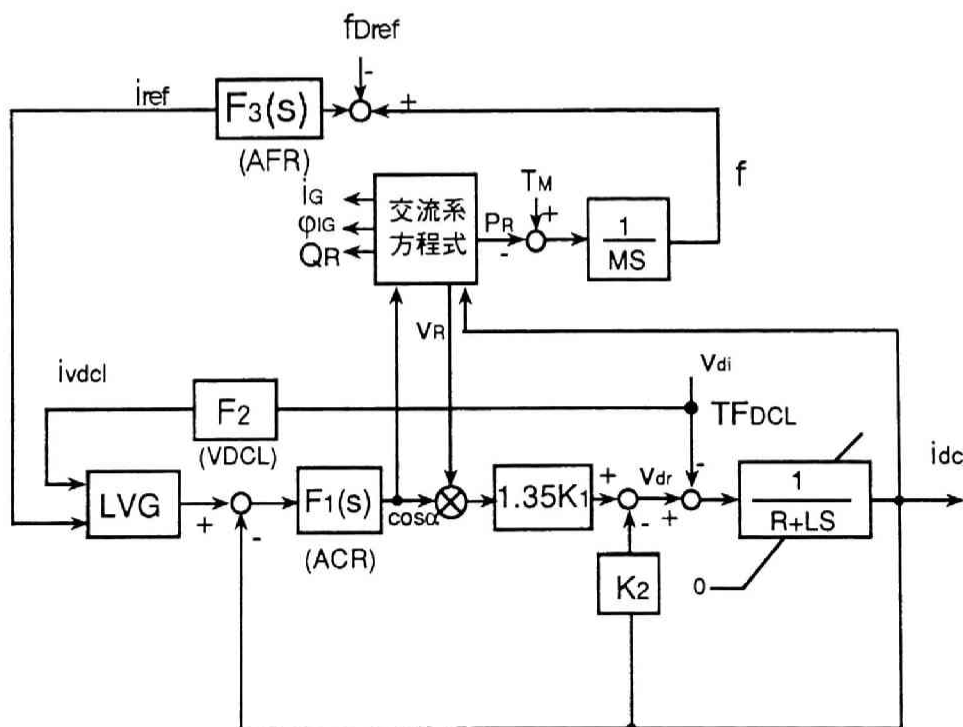 fDref
-
iref
F3(s)
+
(AFR)
f
iG
φIG
QR
交流系
方程式
PR
-
TM
+
1
MS
VR
ivdcl
F2
(VDCL)
Vdi
TFDCL
LVG
+
-
F1(s)
(ACR)
cosα
1.35K1
+
-
Vdr
+
-
1
R+LS
idc
0
K2